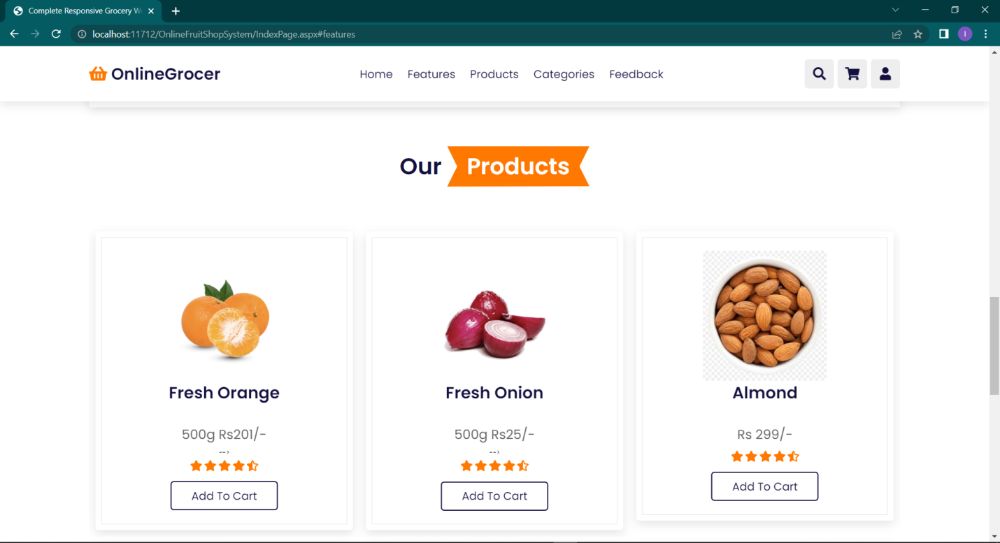 Complete Responsive Grocery W
localhost:11712/OnlineFruitShopSystem/IndexPage.aspx#features
I
OnlineGrocer
Home Features Products Categories Feedback
Our Products
Fresh Orange
500g Rs201/-
-->
Add To Cart
Fresh Onion
500g Rs25/-
-->
Add To Cart
Almond
Rs 299/-
Add To Cart